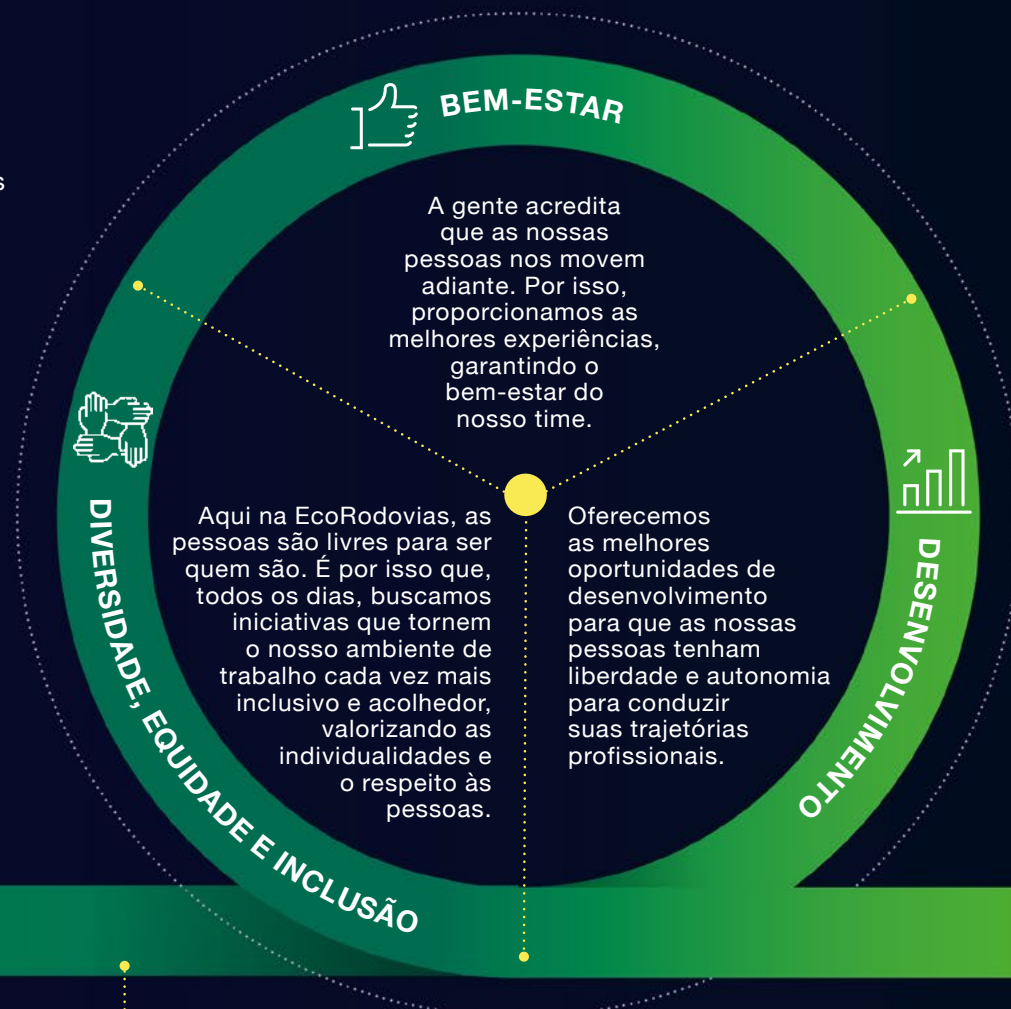 s
BEM-ESTAR
A gente acredita
que as nossas
pessoas nos movem
adiante. Por isso,
proporcionamos as
melhores experiências,
garantindo o
bem-estar do
nosso time.
DIVERSIDADE, EQUIDADE E INCLUSÃO
Aqui na EcoRodovias, as
pessoas são livres para ser
quem são. É por isso que,
todos os dias, buscamos
iniciativas que tornem
o nosso ambiente de
trabalho cada vez mais
inclusivo e acolhedor,
valorizando as
individualidades e
o respeito às
pessoas.
DESENVOLVIMENTO
Oferecemos
as melhores
oportunidades de
desenvolvimento
para que as nossas
pessoas tenham
liberdade e autonomia
para conduzir
suas trajetórias
profissionais.